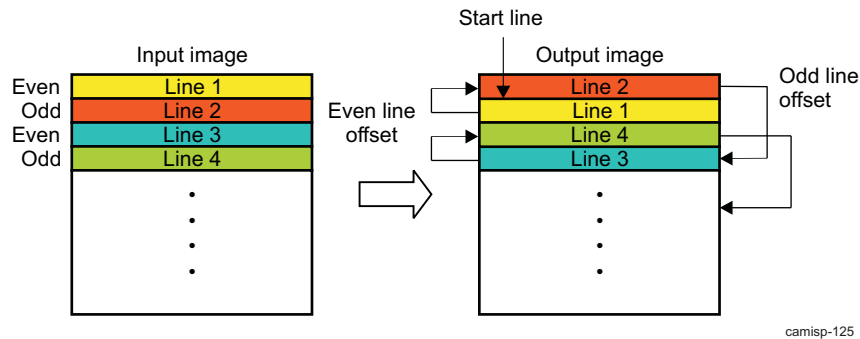 Start line
Input image
Output image
Even
Line 1
Odd
Line 2
Even
Line 3
Odd
Line 4
Even line
offset
Line 2
Line 1
Line 4
Line 3
Odd line
offset
camisp-125